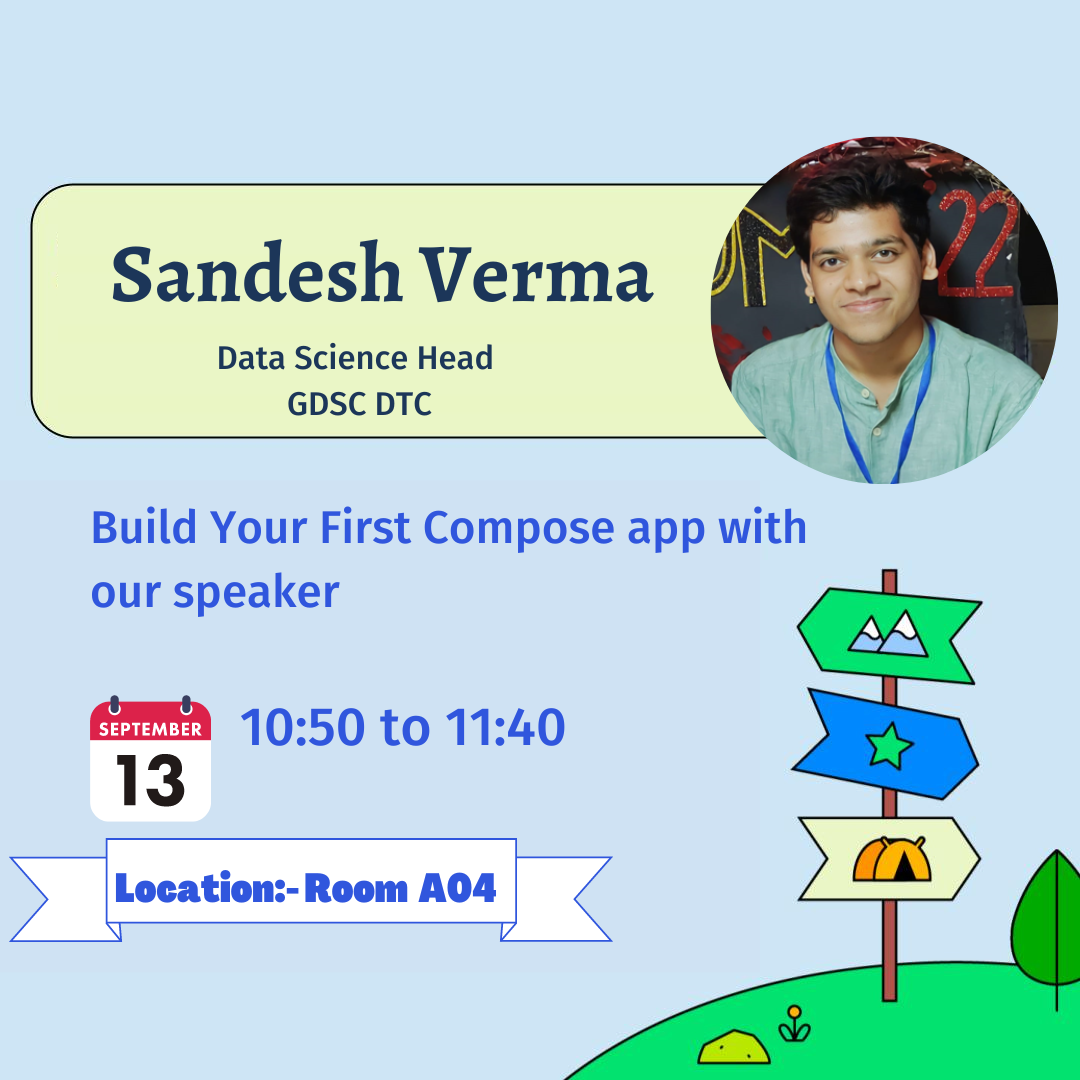 Sandesh Verma
Data Science Head
GDSC DTC
22
Build Your First Compose app with
our speaker
SEPTEMBER
13
10:50 to 11:40
Location:- Room A04